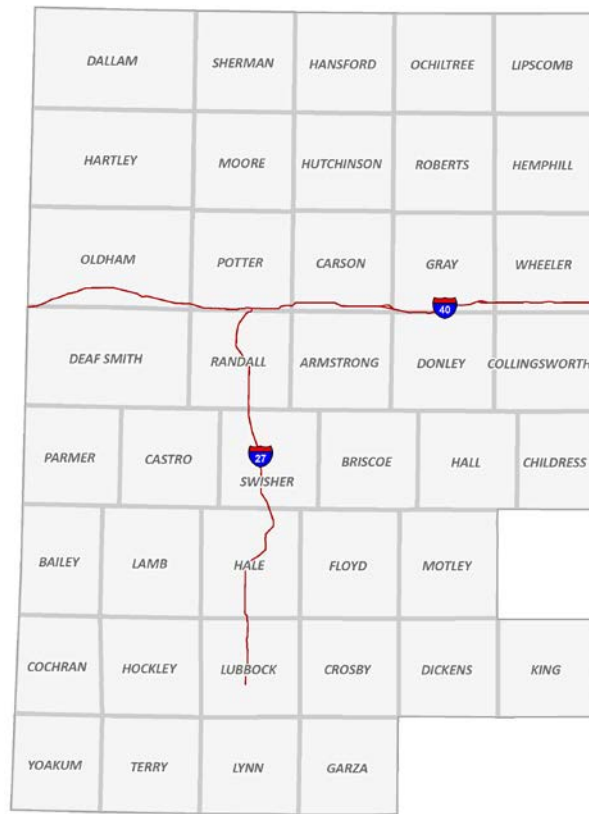 DALLAM SHERMAN HANSFORD OCHILTREE LIPSCOMB
HARTLEY MOORE HUTCHINSON ROBERTS HEMPHILL
OLDHAM POTTER CARSON GRAY WHEELER
40
DEAF SMITH RANDALL ARMSTRONG DONLEY COLLINGSWORTH
PARMER CASTRO 27 BRISCOE HALL CHILDRESS
SWISHER
BAILEY LAMB HALE FLOYD MOTLEY
COCHRAN HOCKLEY LUBBOCK CROSBY DICKENS KING
YOAKUM TERRY LYNN GARZA